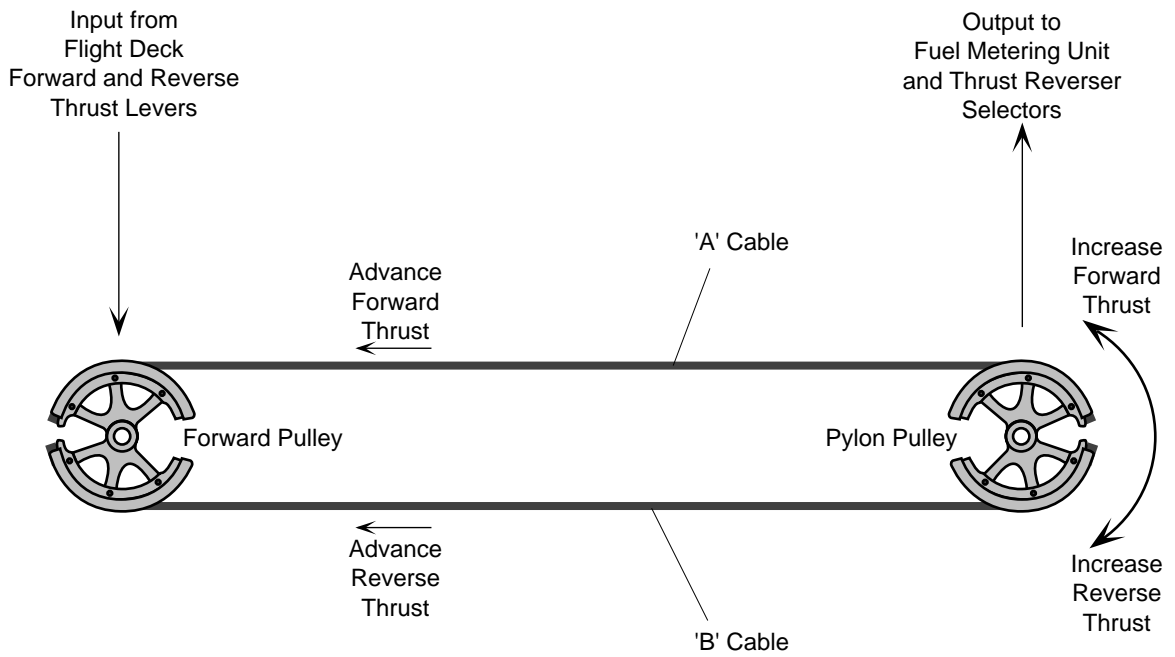 Input from
Flight Deck
Forward and Reverse
Thrust Levers
Output to
Fuel Metering Unit
and Thrust Reverser
Selectors
'A' Cable
Advance
Forward
Thrust
Increase
Forward
Thrust
Forward Pulley
Pylon Pulley
Advance
Reverse
Thrust
Increase
Reverse
Thrust
'B' Cable